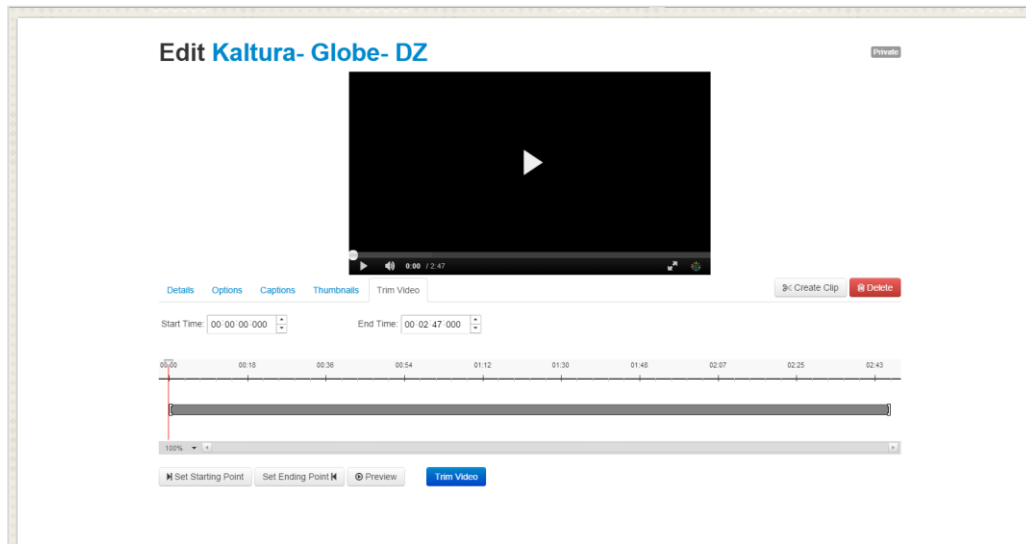 Edit Kaltura- Globe- DZ
Private
0:00 / 2:47
Details Options Captions Thumbnails Trim Video
Create Clip Delete
Start Time: 00:00:00:000 End Time: 00:02:47:000
00:00 00:18 00:36 00:54 01:12 01:30 01:48 02:07 02:25 02:43
100%
Set Starting Point Set Ending Point Preview Trim Video